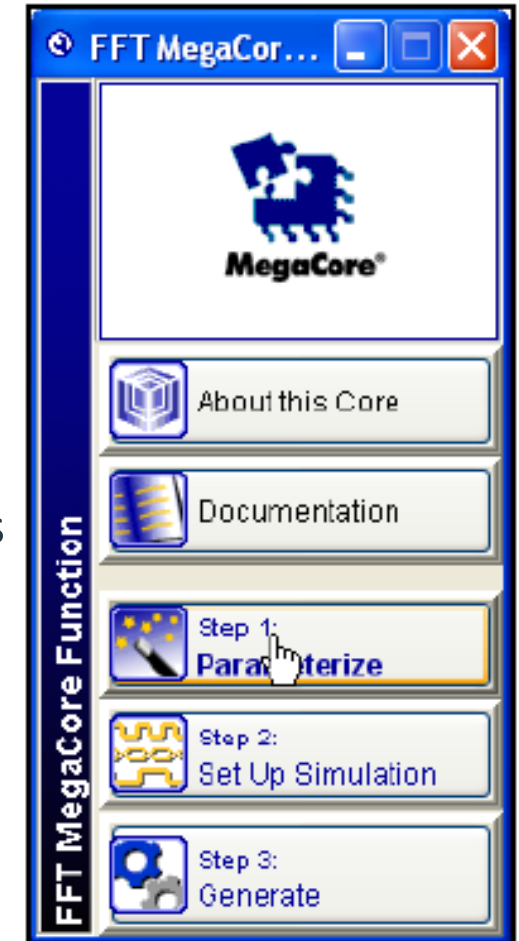 FFT MegaCor...
MegaCore®
About this Core
Documentation
Step 1:
Parameterize
Step 2:
Set Up Simulation
Step 3:
Generate
FFT MegaCore Function
s